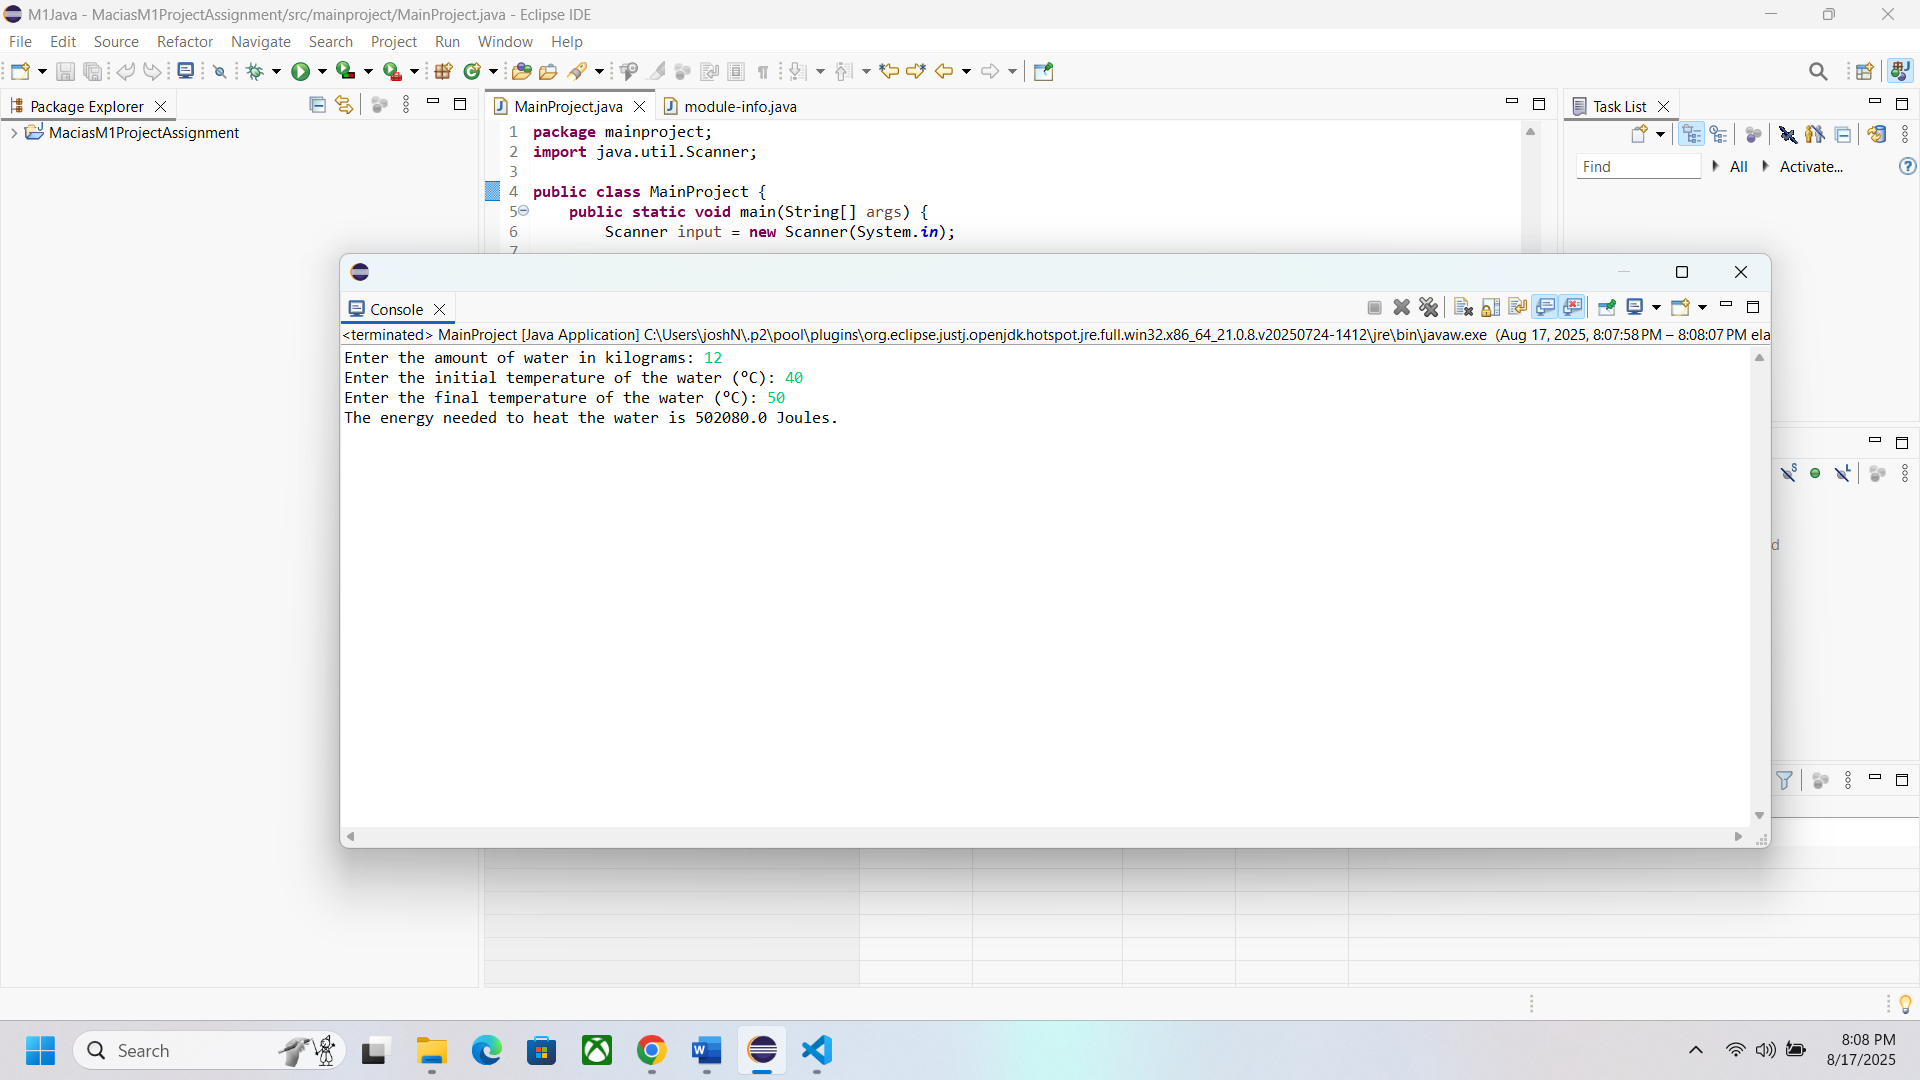 M1Java - MaciasM1ProjectAssignment/src/mainproject/MainProject.java - Eclipse IDE
File Edit Source Refactor Navigate Search Project Run Window Help
Package Explorer
MaciasM1ProjectAssignment
MainProject.java module-info.java
1 package mainproject;
2 import java.util.Scanner;
3
4 public class MainProject {
5 public static void main(String[] args) {
6 Scanner input = new Scanner(System.in);
7
Task List
Find All Activate...
Console
<terminated> MainProject [Java Application] C:\Users\joshN\.p2\pool\plugins\org.eclipse.justj.openjdk.hotspot.jre.full.win32.x86_64_21.0.8.v20250724-1412\jre\bin\javaw.exe (Aug 17, 2025, 8:07:58 PM – 8:08:07 PM ela
Enter the amount of water in kilograms: 12
Enter the initial temperature of the water (°C): 40
Enter the final temperature of the water (°C): 50
The energy needed to heat the water is 502080.0 Joules.
d
Search
8:08 PM
8/17/2025